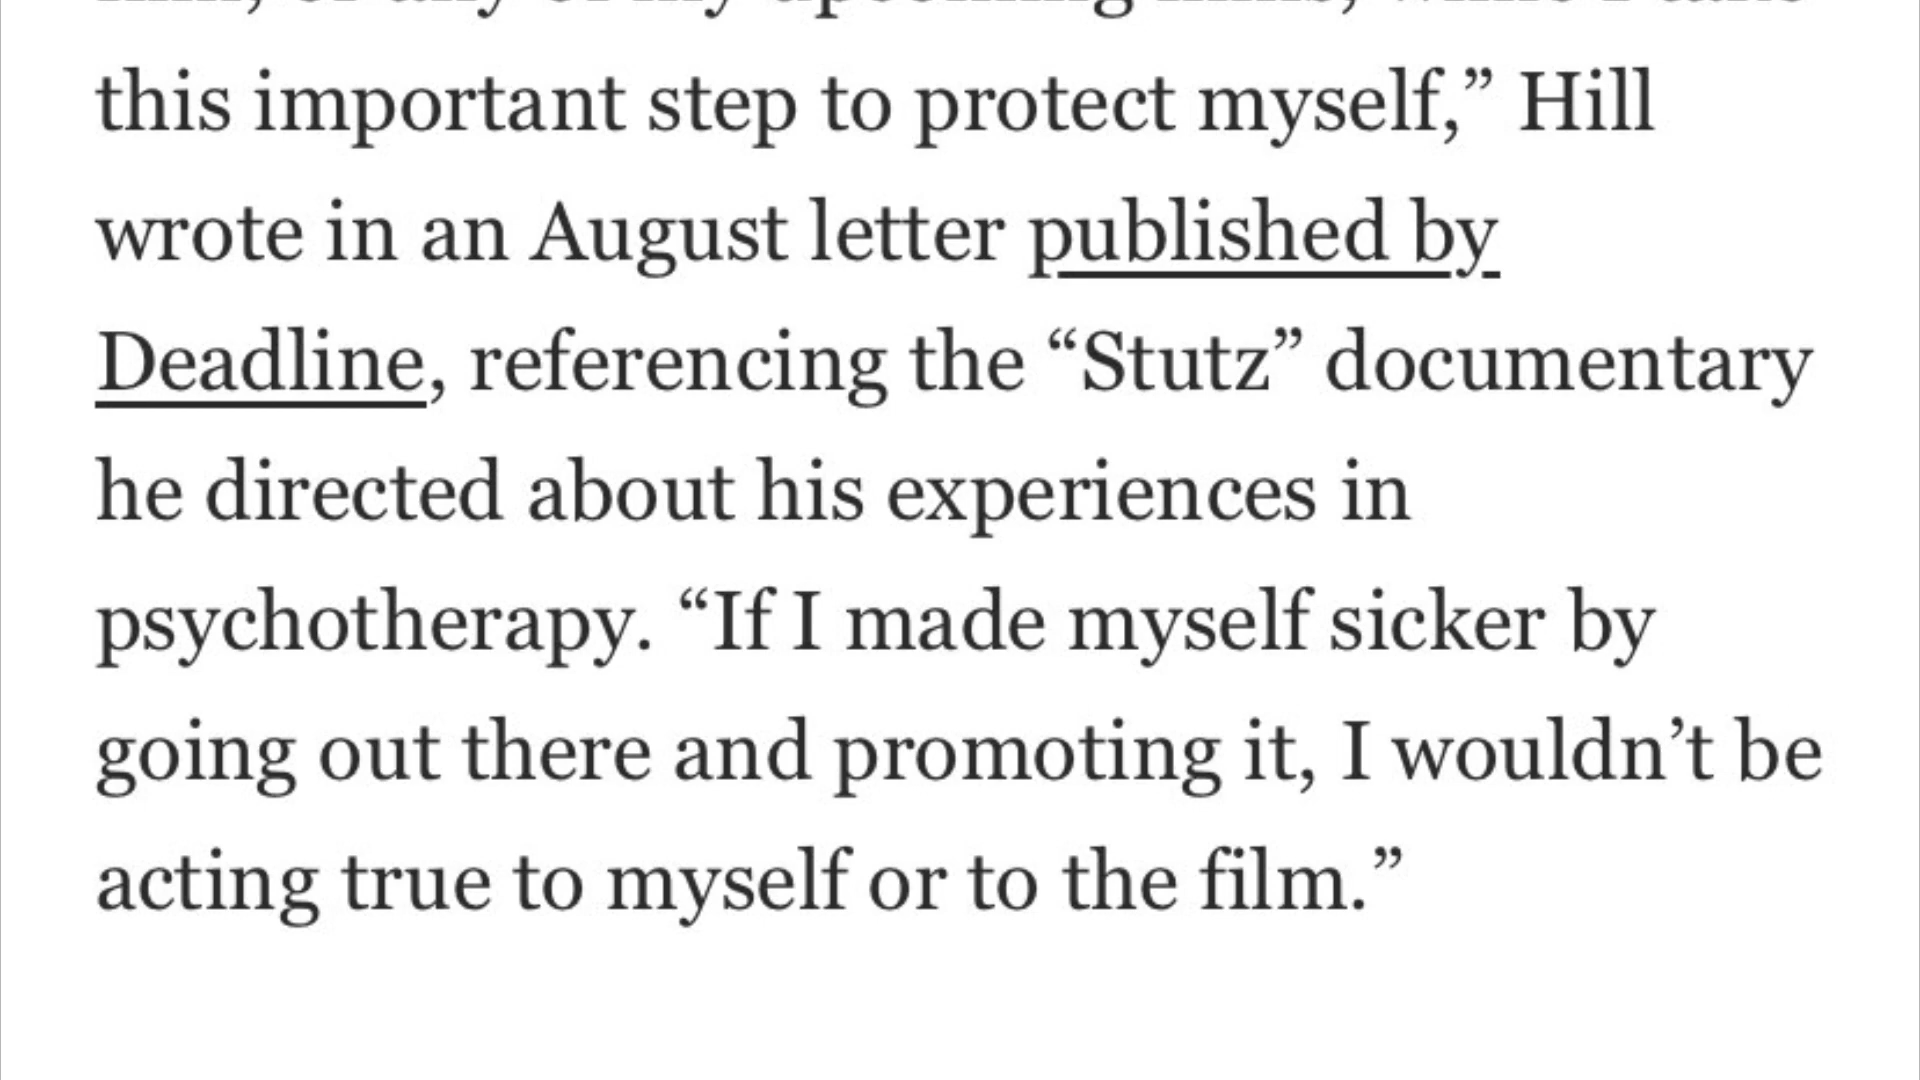 this important step to protect myself,” Hill
wrote in an August letter published by
Deadline, referencing the “Stutz” documentary
he directed about his experiences in
psychotherapy. “If I made myself sicker by
going out there and promoting it, I wouldn’t be
acting true to myself or to the film.”